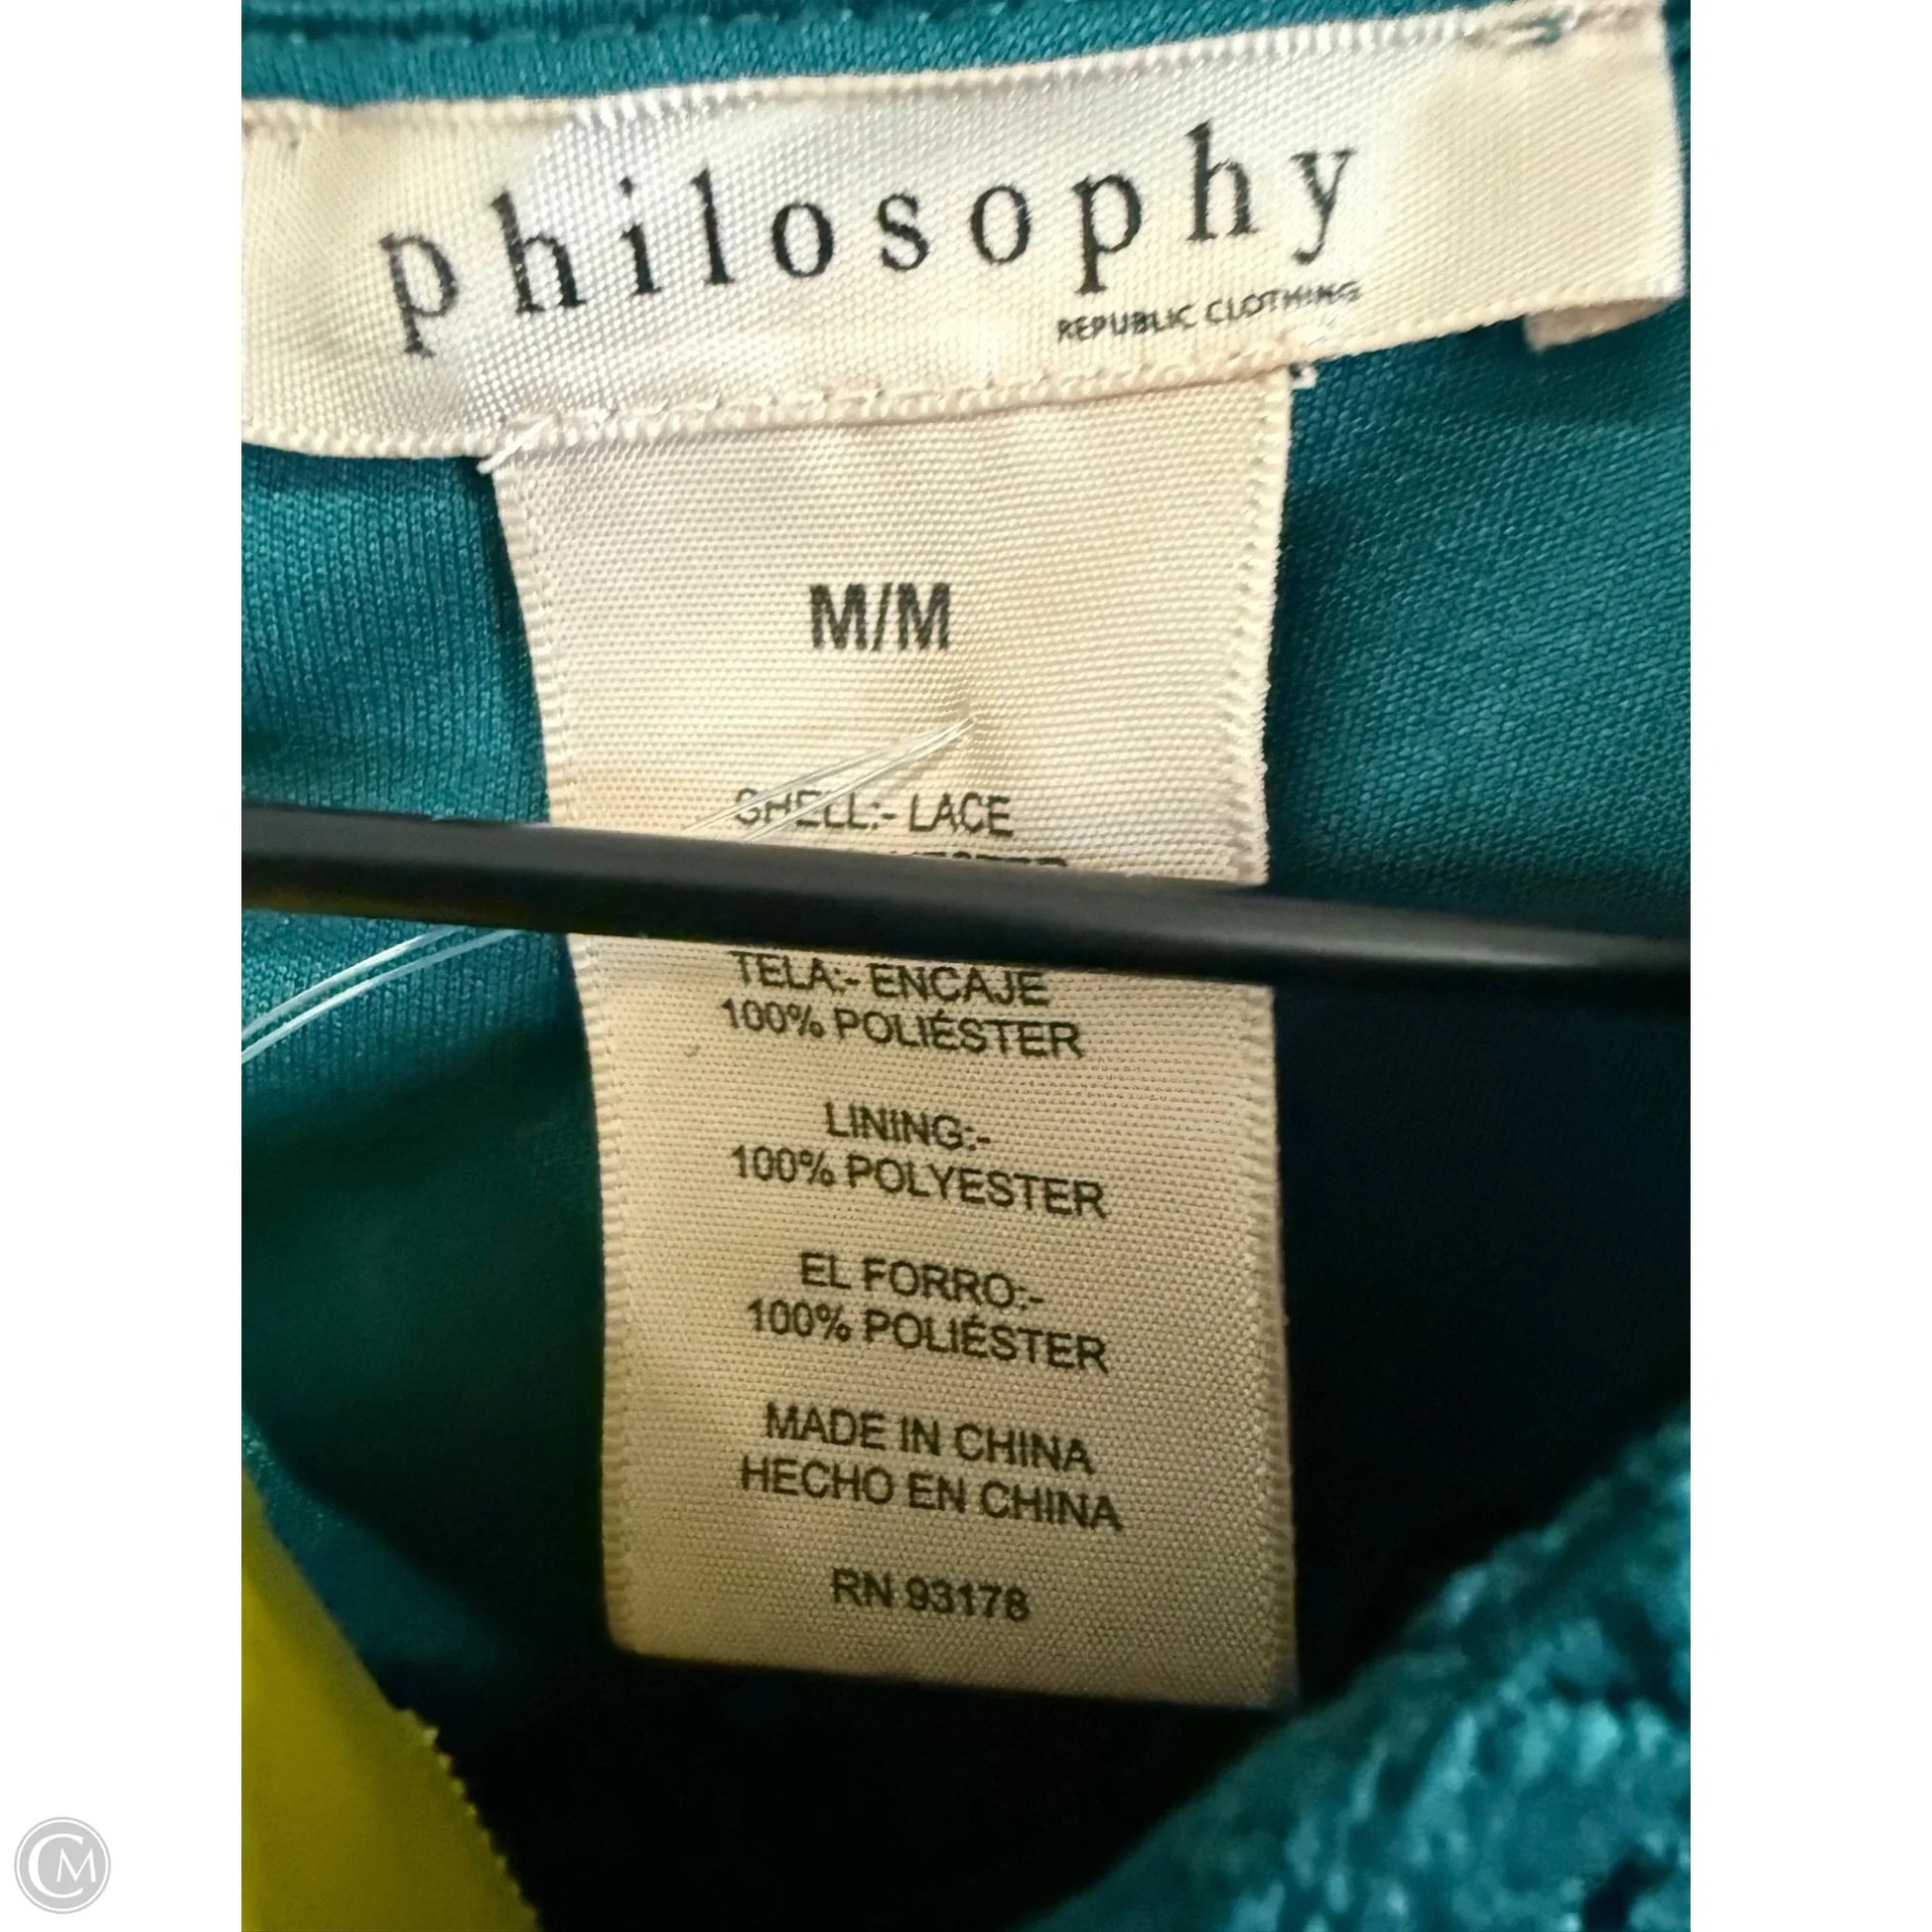 philosophy
REPUBLIC CLOTHING
M/M
SHELL:- LACE
TELA:- ENCAJE
100% POLIÉSTER
LINING:-
100% POLYESTER
EL FORRO:-
100% POLIÉSTER
MADE IN CHINA
HECHO EN CHINA
RN 93178
CM